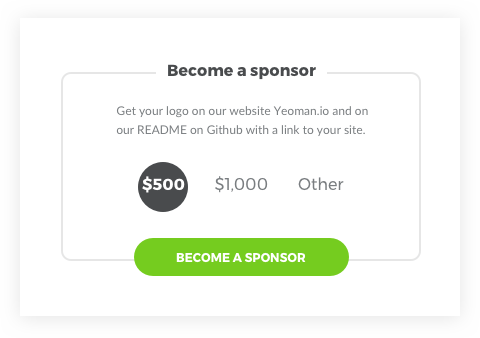 Become a sponsor
Get your logo on our website Yeoman.io and on
our README on Github with a link to your site.
$500 $1,000 Other
BECOME A SPONSOR